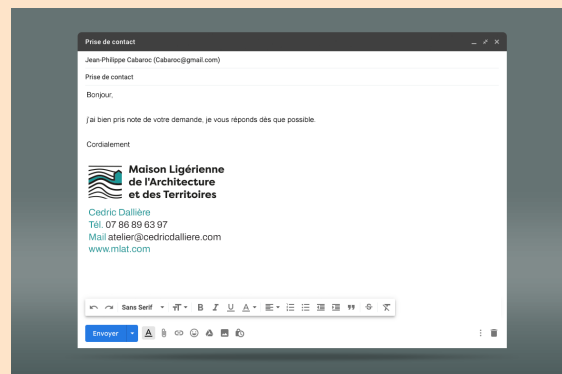 Prise de contact
Jean-Philippe Cabaroc (Cabaroc@gmail.com)
Prise de contact
Bonjour,
j'ai bien pris note de votre demande, je vous réponds dès que possible.
Cordialement
Maison Ligérienne
de l'Architecture
et des Territoires
Cedric Dallière
Tél. 07 86 89 63 97
Mail atelier@cedricdalliere.com
www.mlat.com
Sans Serif
B I U A
Envoyer A